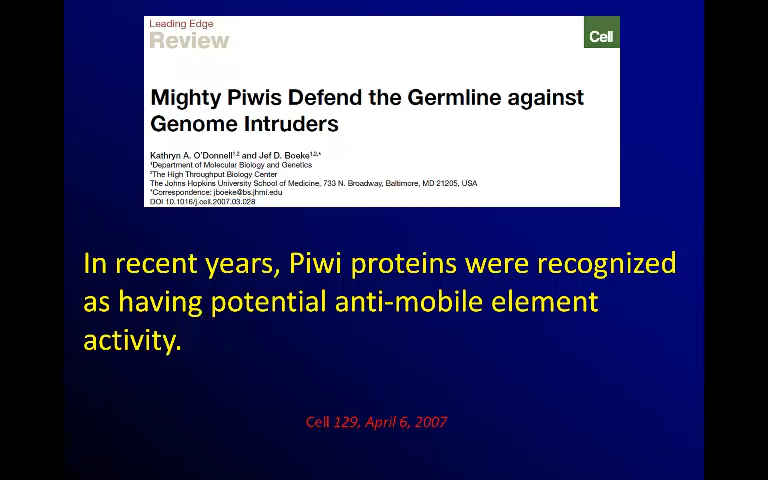 Leading Edge
Review
Cell
Mighty Piwis Defend the Germline against
Genome Intruders
Kathryn A. O'Donnell1,2 and Jef D. Boeke1,2,*
1Department of Molecular Biology and Genetics
2The High Throughput Biology Center
The Johns Hopkins University School of Medicine, 733 N. Broadway, Baltimore, MD 21205, USA
*Correspondence: jboeke@bs.jhmi.edu
DOI 10.1016/j.cell.2007.03.028
In recent years, Piwi proteins were recognized
as having potential anti-mobile element
activity.
Cell 129, April 6, 2007